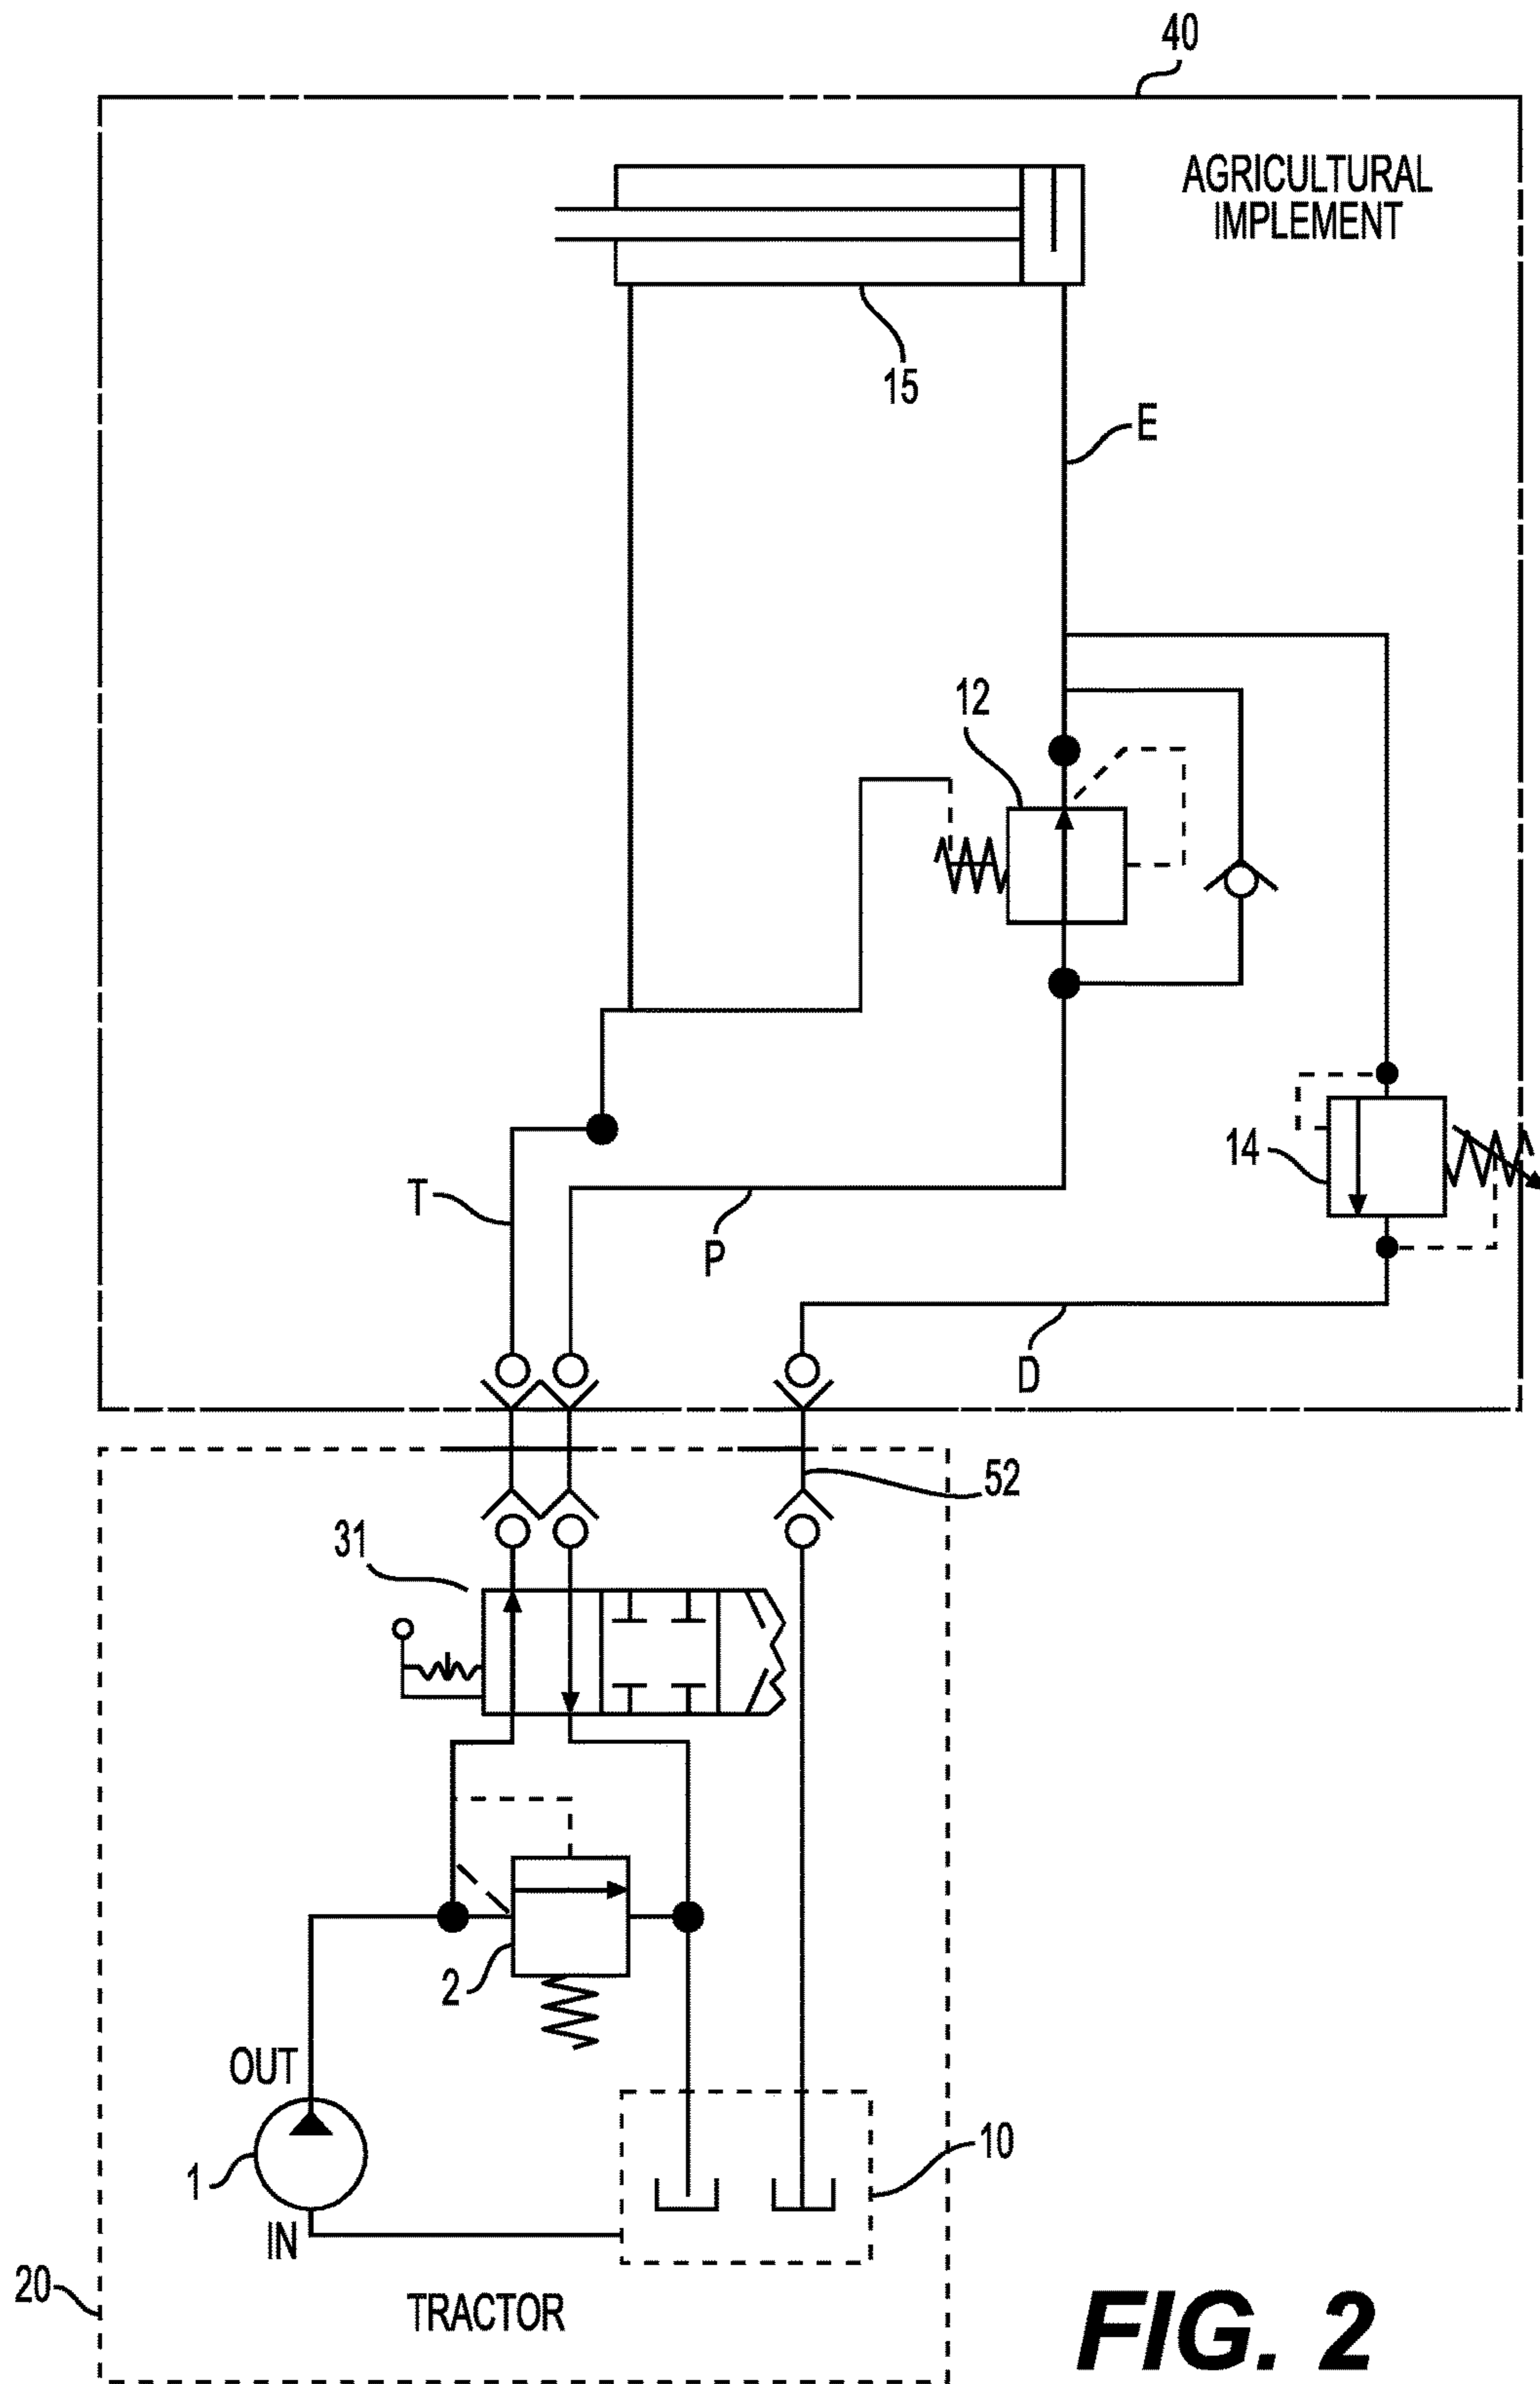 40
AGRICULTURAL
IMPLEMENT
15
E
12
14
T
P
D
52
31
2
OUT
10
1
IN
20
TRACTOR
FIG. 2